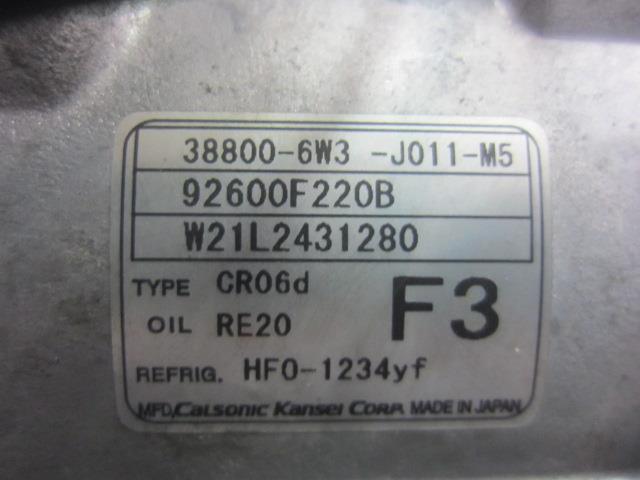 38800-6W3 -J011-M5
92600F220B
W21L2431280
TYPE CR06d
OIL RE20
F3
REFRIG. HFO-1234yf
MFD, CALSONIC KANSEI CORP. MADE IN JAPAN